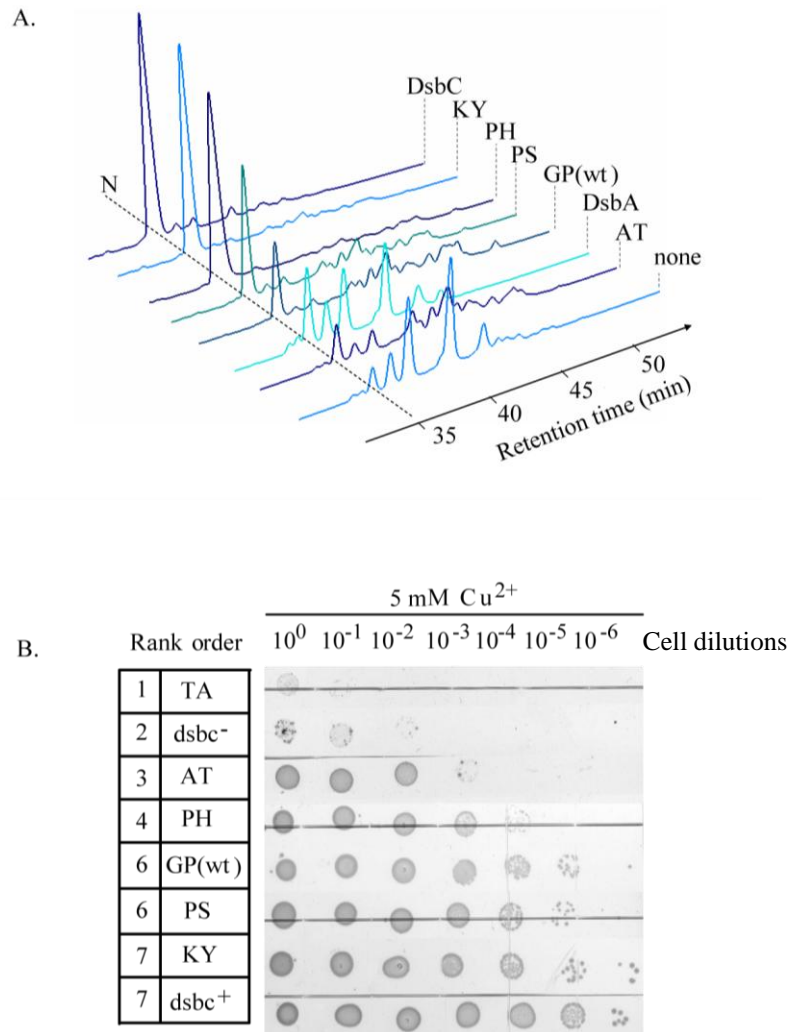 A.
DsbC
KY
PH
PS
GP(wt)
DsbA
AT
none
N
35
40
45
50
Retention time (min)
B.
5 mM Cu²⁺
Rank order 10⁰ 10⁻¹ 10⁻² 10⁻³ 10⁻⁴ 10⁻⁵ 10⁻⁶ Cell dilutions
1 TA
2 dsbc⁻
3 AT
4 PH
6 GP(wt)
6 PS
7 KY
7 dsbc⁺